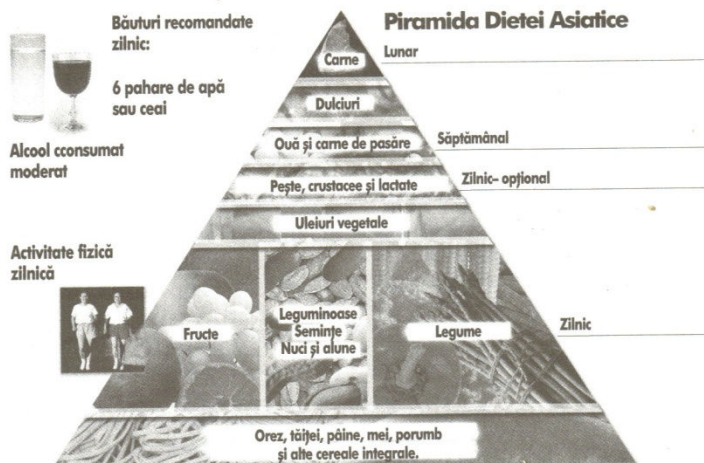 Băuturi recomandate
zilnic:
6 pahare de apă
sau ceai
Alcool cconsumat
moderat
Activitate fizică
zilnică
Piramida Dietei Asiatice
Lunar
Săptămânal
Zilnic– opțional
Zilnic
Carne
Dulciuri
Ouă și carne de pasăre
Pește, crustacee și lactate
Uleiuri vegetale
Fructe
Leguminoase
Semințe
Nuci și alune
Legume
Orez, tăiței, pâine, mei, porumb
și alte cereale integrale.